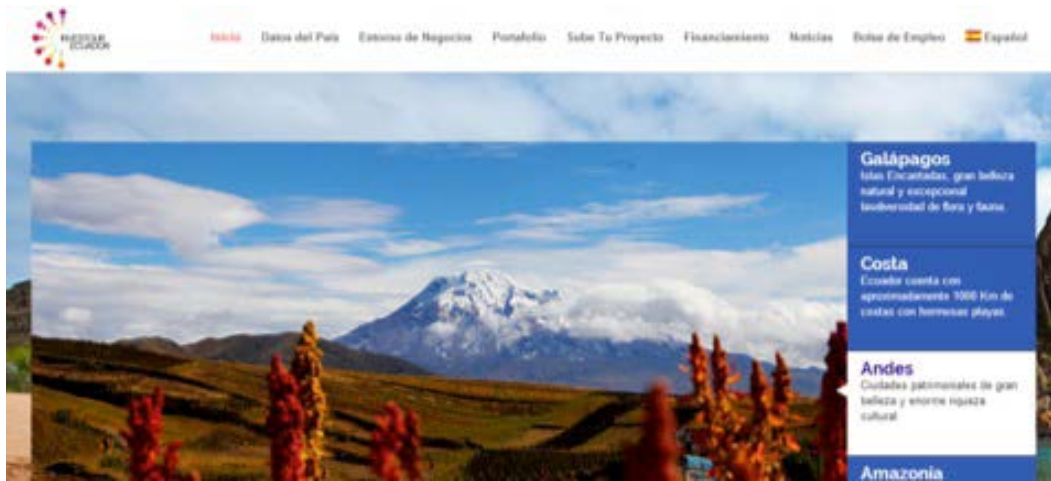 INVESTOUR
ECUADOR
Inicio Datos del País Entorno de Negocios Portafolio Sube Tu Proyecto Financiamiento Noticias Bolsa de Empleo Español
Galápagos
Islas Encantadas, gran belleza
natural y excepcional
biodiversidad de flora y fauna.
Costa
Ecuador cuenta con
aproximadamente 1000 Km de
costas con hermosas playas.
Andes
Ciudades patrimoniales de gran
belleza y enorme riqueza
cultural
Amazonia